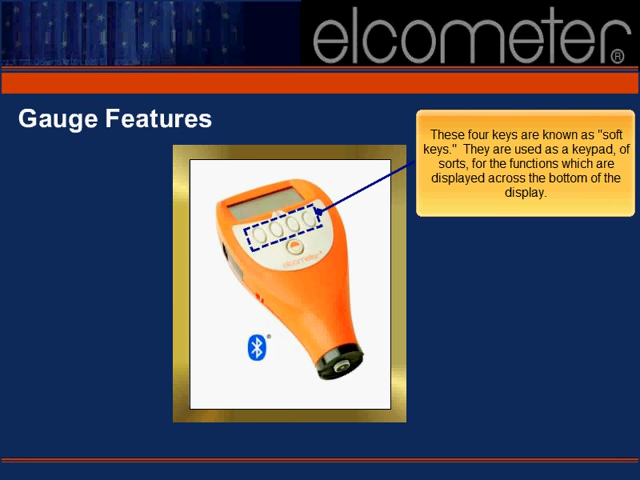 elcometer®
Gauge Features
These four keys are known as "soft
keys."  They are used as a keypad, of
sorts, for the functions which are
displayed across the bottom of the
display.
elcometer